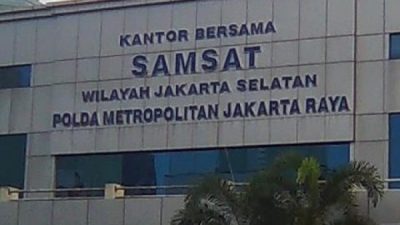 KANTOR BERSAMA
SAMSAT
WILAYAH JAKARTA SELATAN
POLDA METROPOLITAN JAKARTA RAYA